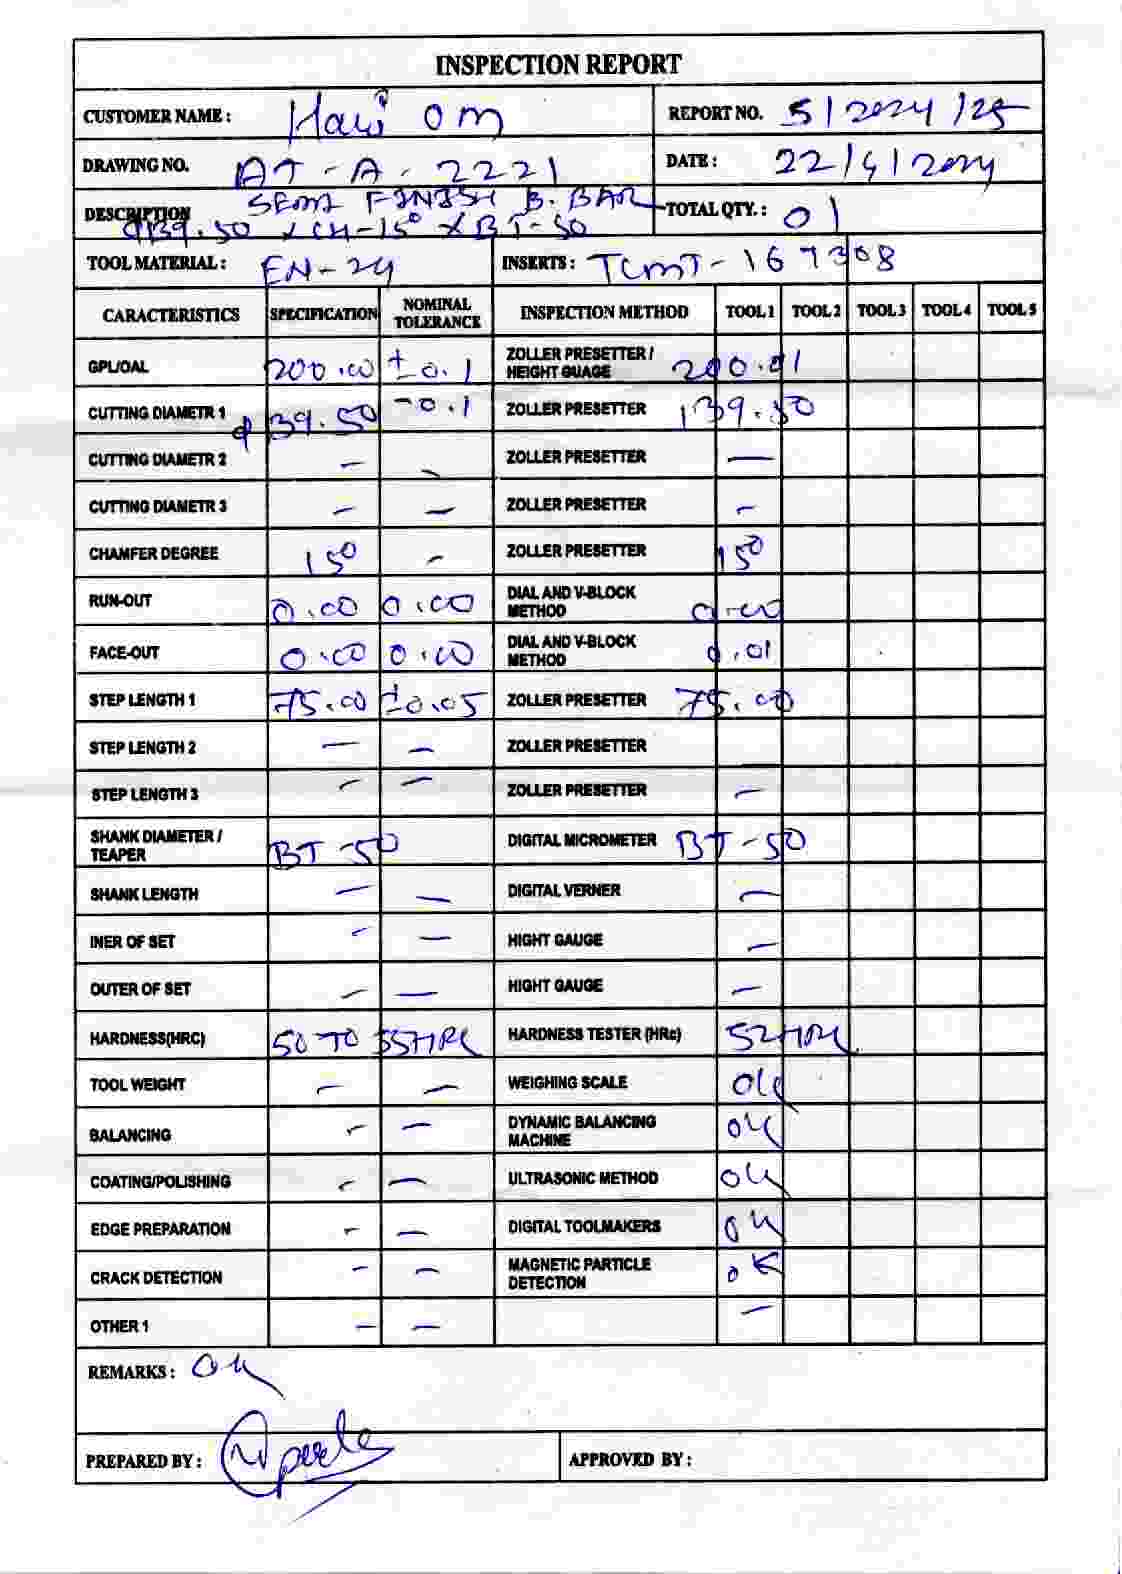 INSPECTION REPORT
CUSTOMER NAME : Hari om
REPORT NO. 5/2024/25
DRAWING NO. AT-A-2221
DATE : 22/4/2024
DESCRIPTION SEMI FINISH B. BAR
φ139.50 x CH-15° x BT-50
TOTAL QTY. : 01
TOOL MATERIAL : EN-24
INSERTS : TCMT-16T308
CARACTERISTICS SPECIFICATION NOMINAL TOLERANCE INSPECTION METHOD TOOL 1 TOOL 2 TOOL 3 TOOL 4 TOOL 5
GPL/OAL 200.00 ±0.1 ZOLLER PRESETTER / HEIGHT GUAGE 200.01
CUTTING DIAMETR 1 φ139.50 -0.1 ZOLLER PRESETTER 139.50
CUTTING DIAMETR 2 - - ZOLLER PRESETTER -
CUTTING DIAMETR 3 - - ZOLLER PRESETTER -
CHAMFER DEGREE 15° - ZOLLER PRESETTER 15°
RUN-OUT 0.00 0.00 DIAL AND V-BLOCK METHOD 0.00
FACE-OUT 0.00 0.00 DIAL AND V-BLOCK METHOD 0.01
STEP LENGTH 1 75.00 ±0.05 ZOLLER PRESETTER 75.00
STEP LENGTH 2 - - ZOLLER PRESETTER
STEP LENGTH 3 - - ZOLLER PRESETTER -
SHANK DIAMETER / TEAPER BT-50 DIGITAL MICROMETER BT-50
SHANK LENGTH - - DIGITAL VERNER -
INER OF SET - - HIGHT GAUGE -
OUTER OF SET - - HIGHT GAUGE -
HARDNESS(HRC) 50 TO 55HRC HARDNESS TESTER (HRc) 52HRC
TOOL WEIGHT - - WEIGHING SCALE OK
BALANCING - - DYNAMIC BALANCING MACHINE OK
COATING/POLISHING - - ULTRASONIC METHOD OK
EDGE PREPARATION - - DIGITAL TOOLMAKERS OK
CRACK DETECTION - - MAGNETIC PARTICLE DETECTION OK
OTHER 1 - - -
REMARKS : OK
PREPARED BY :
APPROVED BY :